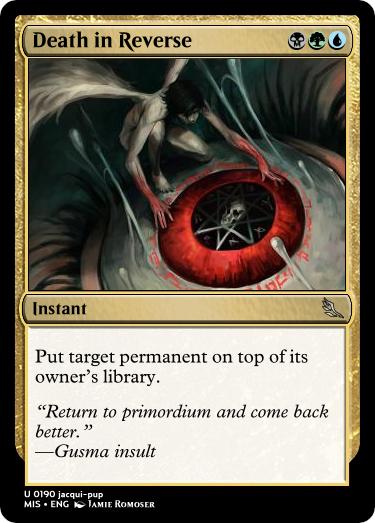 Death in Reverse
Instant
Put target permanent on top of its
owner's library.
“Return to primordium and come back
better.”
—Gusma insult
U 0190 jacqui-pup
MIS • ENG Jamie Romoser